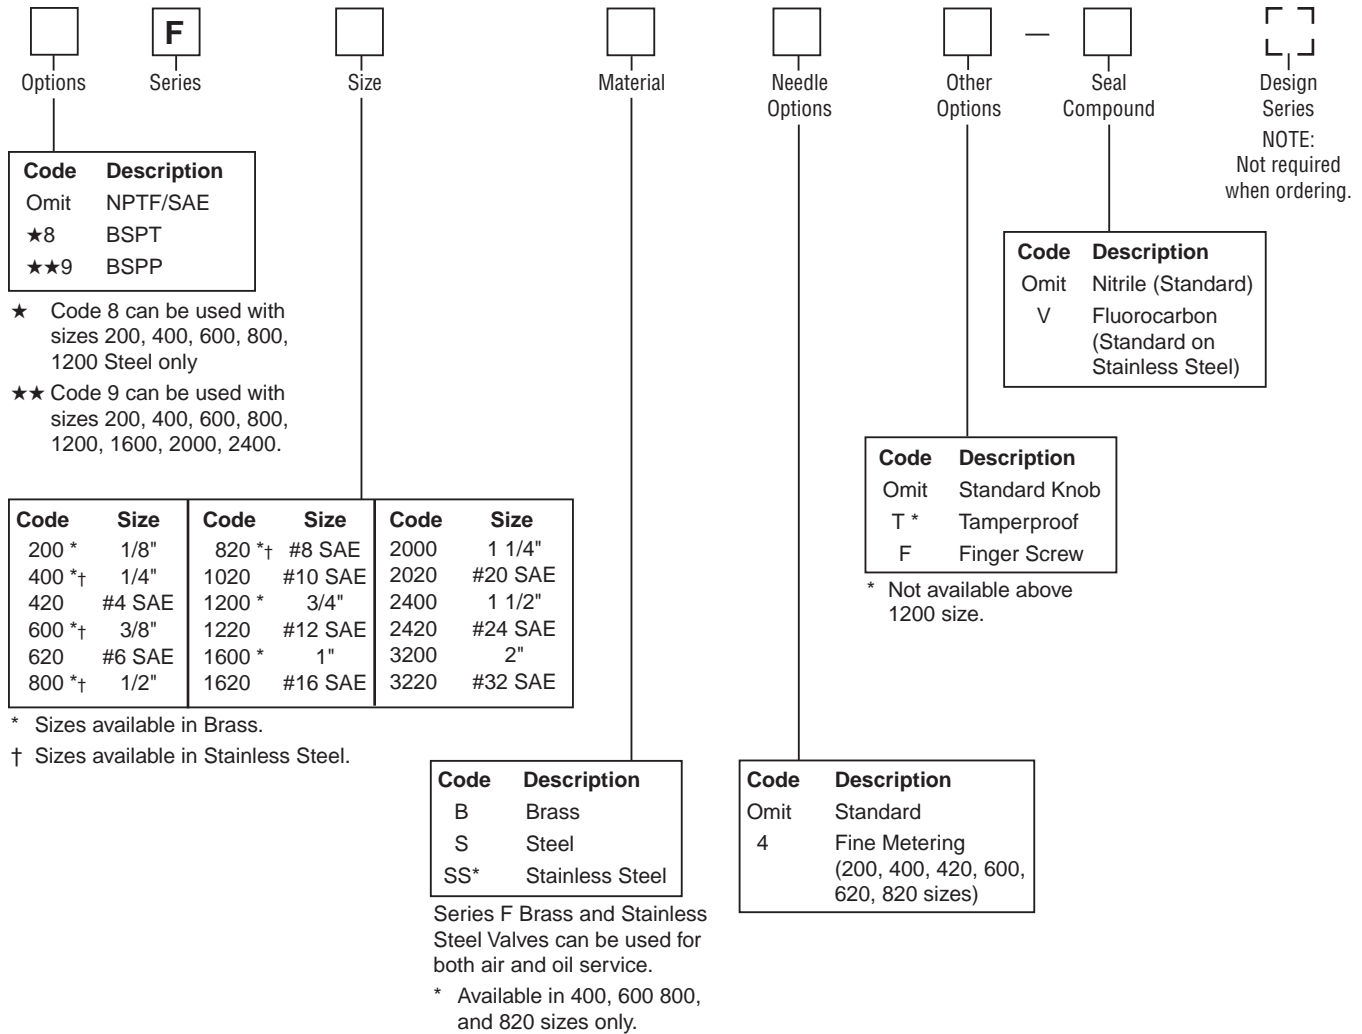 F
—
Options
Series
Size
Material
Needle
Options
Other
Options
Seal
Compound
Design
Series
NOTE:
Not required
when ordering.
Code Description
Omit NPTF/SAE
★8 BSPT
★★9 BSPP
★ Code 8 can be used with
sizes 200, 400, 600, 800,
1200 Steel only
★★ Code 9 can be used with
sizes 200, 400, 600, 800,
1200, 1600, 2000, 2400.
Code Description
Omit Nitrile (Standard)
V Fluorocarbon
(Standard on
Stainless Steel)
Code Description
Omit Standard Knob
T * Tamperproof
F Finger Screw
* Not available above
1200 size.
Code Size Code Size Code Size
200 * 1/8" 820 *† #8 SAE 2000 1 1/4"
400 *† 1/4" 1020 #10 SAE 2020 #20 SAE
420 #4 SAE 1200 * 3/4" 2400 1 1/2"
600 *† 3/8" 1220 #12 SAE 2420 #24 SAE
620 #6 SAE 1600 * 1" 3200 2"
800 *† 1/2" 1620 #16 SAE 3220 #32 SAE
* Sizes available in Brass.
† Sizes available in Stainless Steel.
Code Description
B Brass
S Steel
SS* Stainless Steel
Series F Brass and Stainless
Steel Valves can be used for
both air and oil service.
* Available in 400, 600 800,
and 820 sizes only.
Code Description
Omit Standard
4 Fine Metering
(200, 400, 420, 600,
620, 820 sizes)